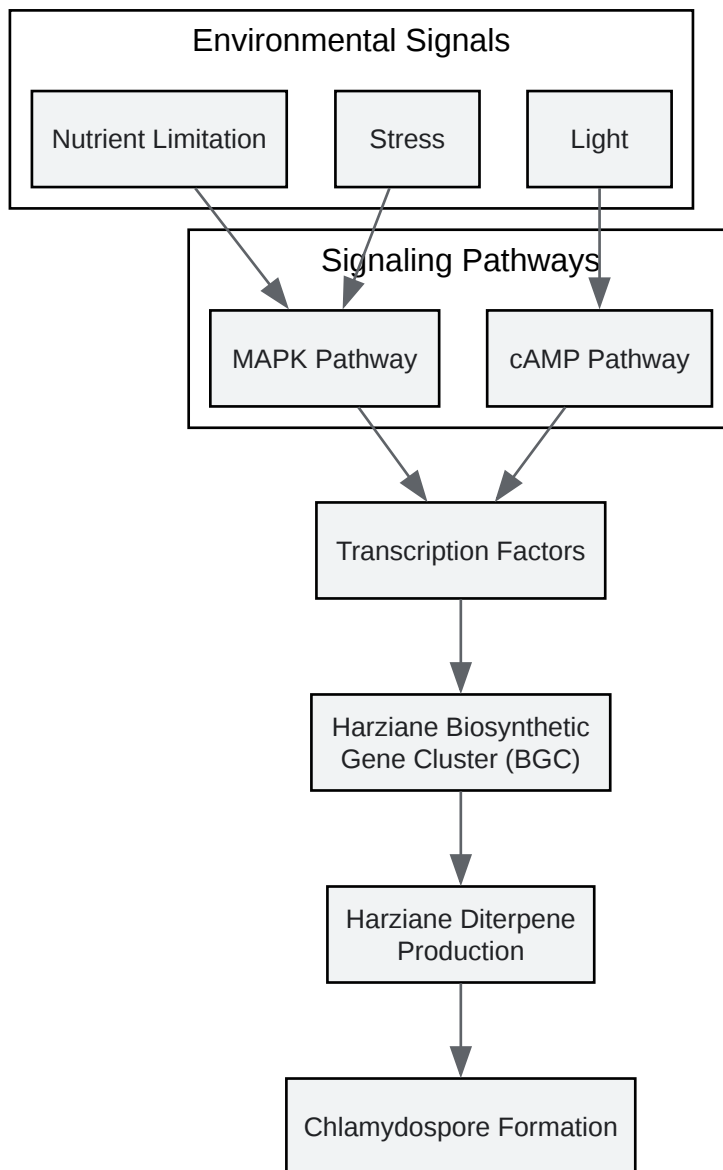 Environmental Signals
Nutrient Limitation
Stress
Light
Signaling Pathways
MAPK Pathway
cAMP Pathway
Transcription Factors
Harziane Biosynthetic
Gene Cluster (BGC)
Harziane Diterpene
Production
Chlamydospore Formation